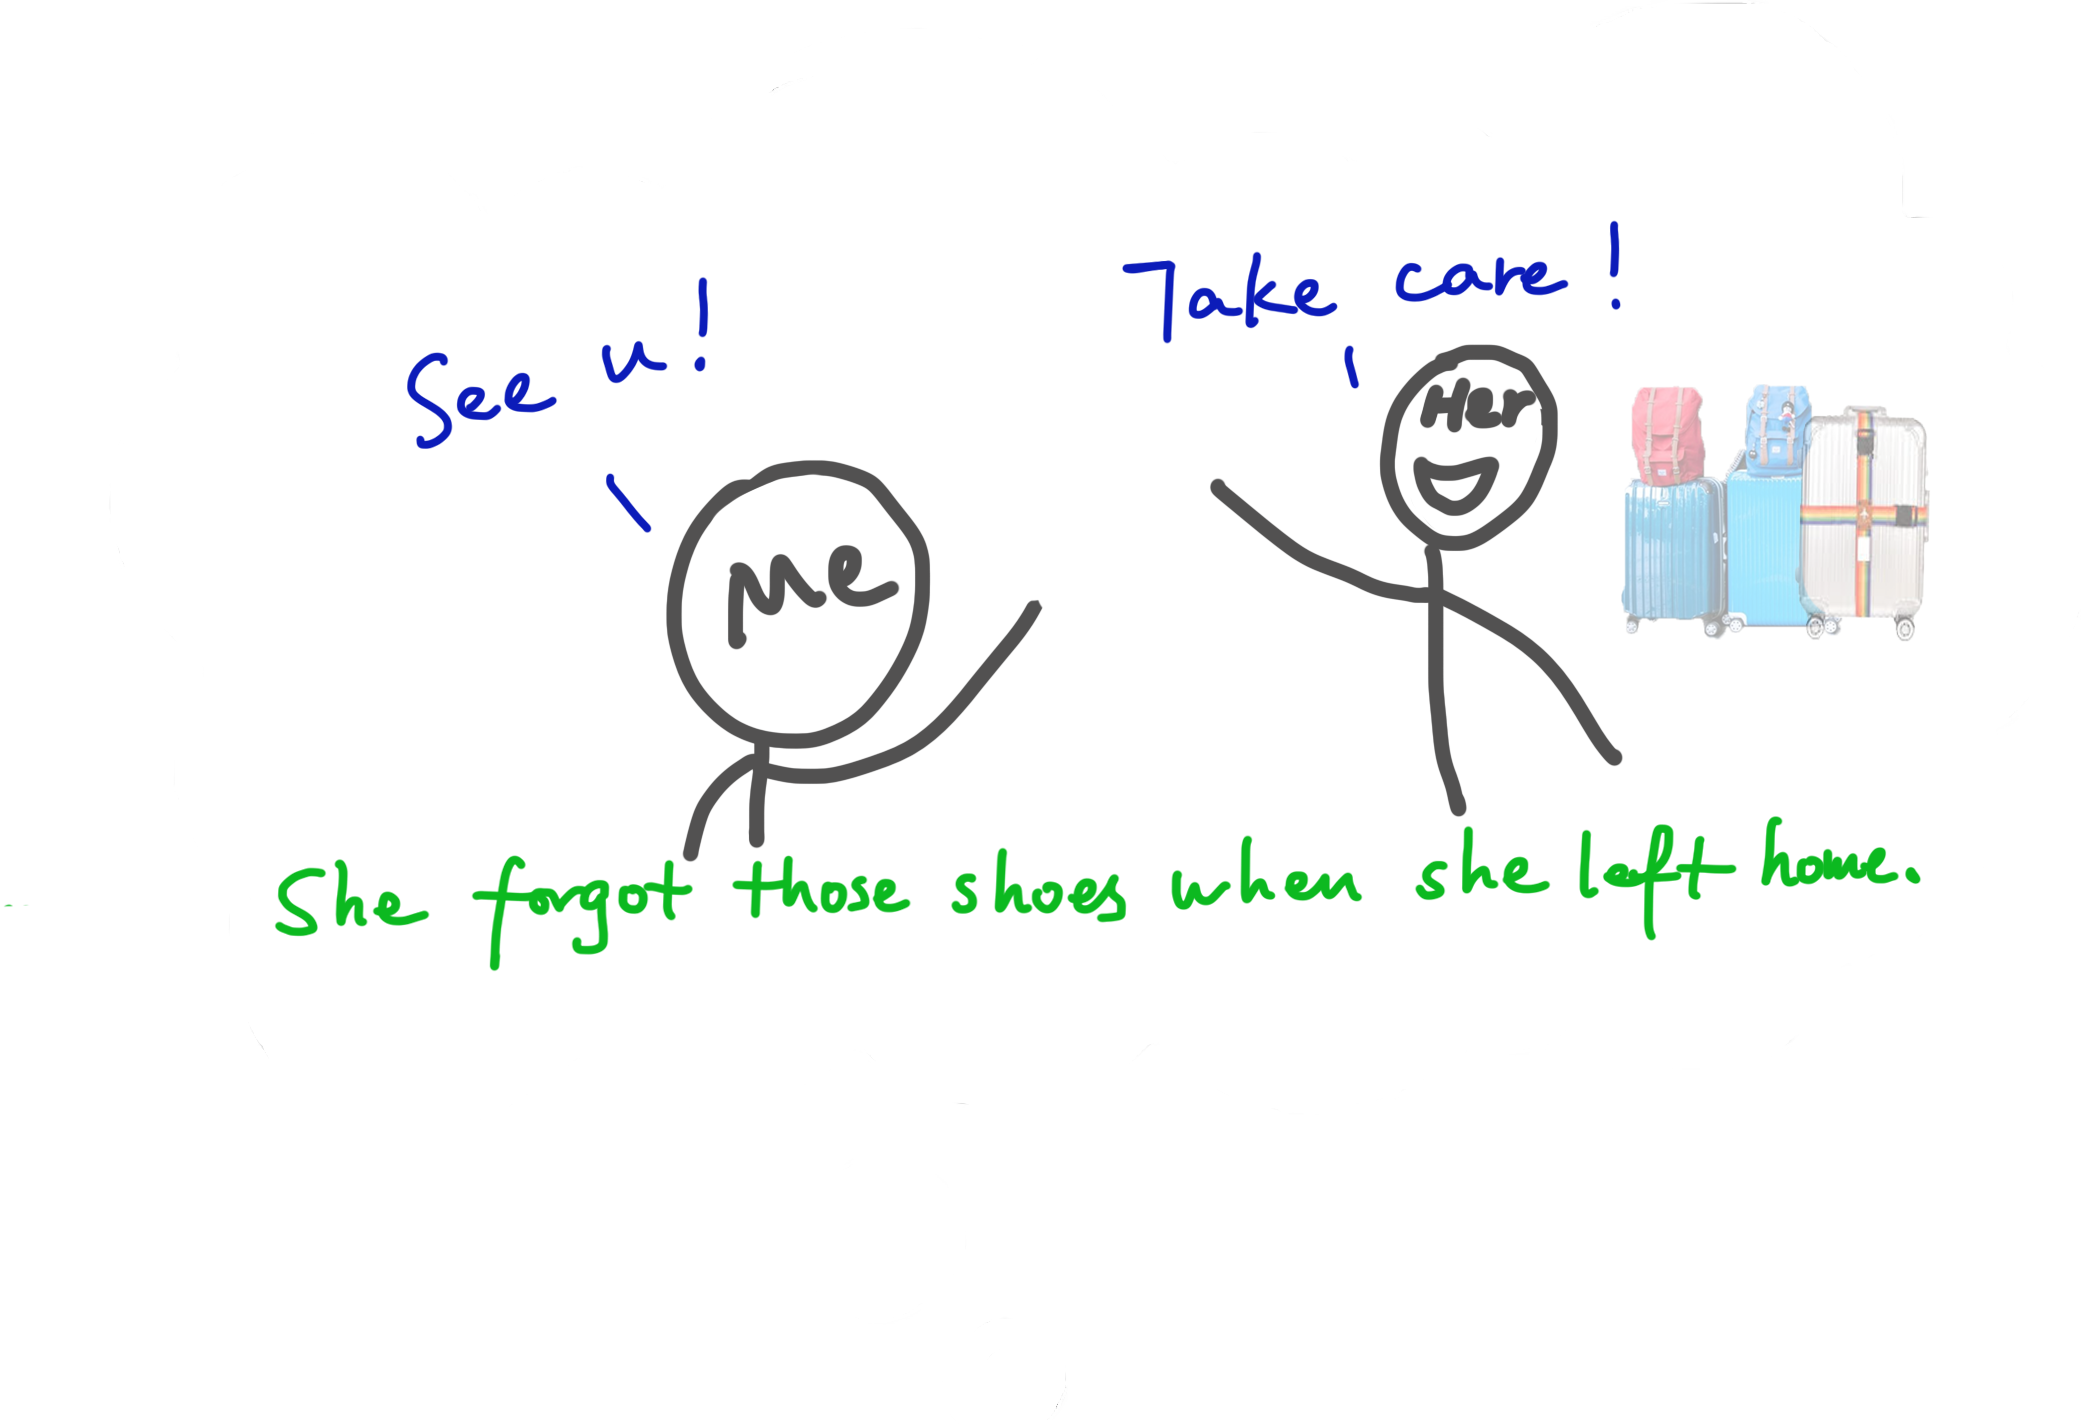 Take care!
See u!
Her
Me
She forgot those shoes when she left home.